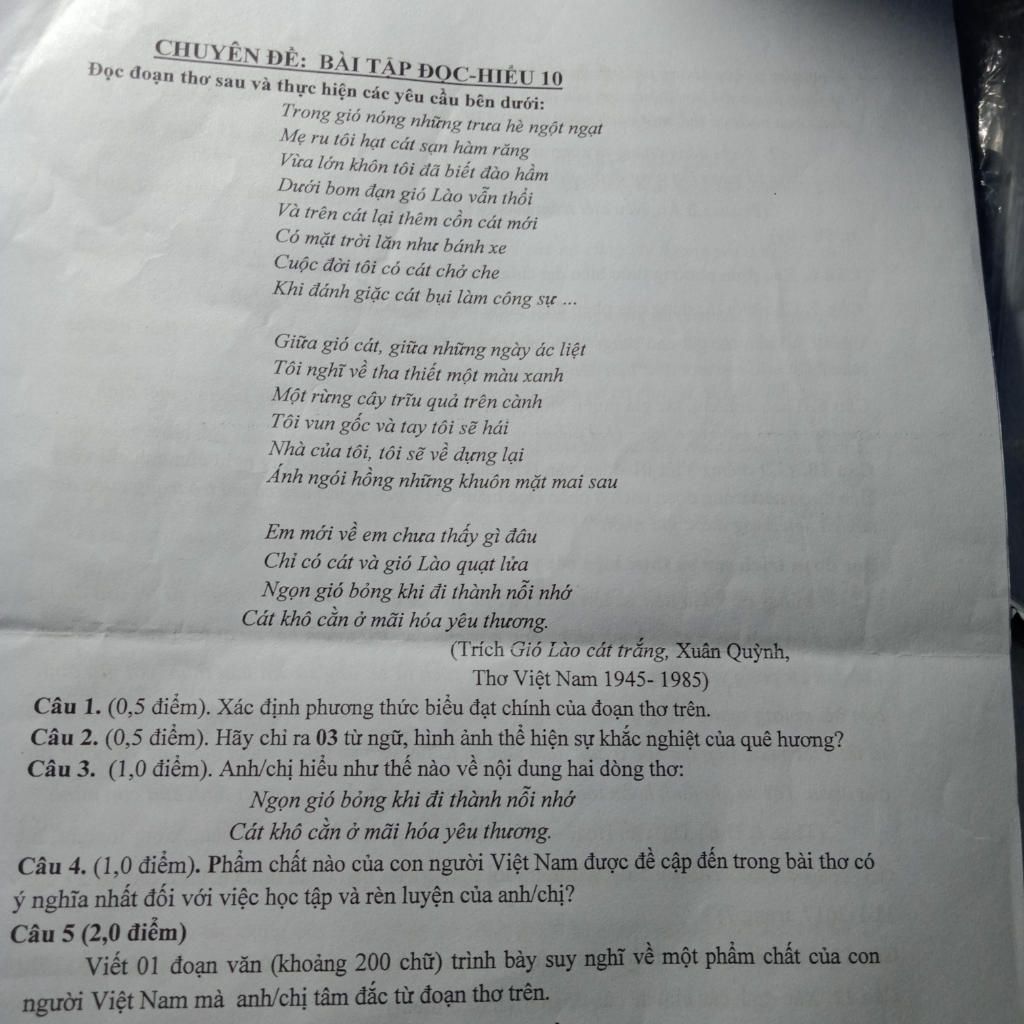 CHUYÊN ĐỀ: BÀI TẬP ĐỌC-HIỂU 10
Đọc đoạn thơ sau và thực hiện các yêu cầu bên dưới:
Trong gió nóng những trưa hè ngột ngạt
Mẹ ru tôi hạt cát sạn hàm răng
Vừa lớn khôn tôi đã biết đào hầm
Dưới bom đạn gió Lào vẫn thổi
Và trên cát lại thêm cồn cát mới
Có mặt trời lăn như bánh xe
Cuộc đời tôi có cát chở che
Khi đánh giặc cát bụi làm công sự ...
Giữa gió cát, giữa những ngày ác liệt
Tôi nghĩ về tha thiết một màu xanh
Một rừng cây trĩu quả trên cành
Tôi vun gốc và tay tôi sẽ hái
Nhà của tôi, tôi sẽ về dựng lại
Ánh ngói hồng những khuôn mặt mai sau
Em mới về em chưa thấy gì đâu
Chỉ có cát và gió Lào quạt lửa
Ngọn gió bỏng khi đi thành nỗi nhớ
Cát khô cằn ở mãi hóa yêu thương.
(Trích Gió Lào cát trắng, Xuân Quỳnh,
Thơ Việt Nam 1945- 1985)
Câu 1. (0,5 điểm). Xác định phương thức biểu đạt chính của đoạn thơ trên.
Câu 2. (0,5 điểm). Hãy chỉ ra 03 từ ngữ, hình ảnh thể hiện sự khắc nghiệt của quê hương?
Câu 3. (1,0 điểm). Anh/chị hiểu như thế nào về nội dung hai dòng thơ:
Ngọn gió bỏng khi đi thành nỗi nhớ
Cát khô cằn ở mãi hóa yêu thương.
Câu 4. (1,0 điểm). Phẩm chất nào của con người Việt Nam được đề cập đến trong bài thơ có
ý nghĩa nhất đối với việc học tập và rèn luyện của anh/chị?
Câu 5 (2,0 điểm)
Viết 01 đoạn văn (khoảng 200 chữ) trình bày suy nghĩ về một phẩm chất của con
người Việt Nam mà anh/chị tâm đắc từ đoạn thơ trên.